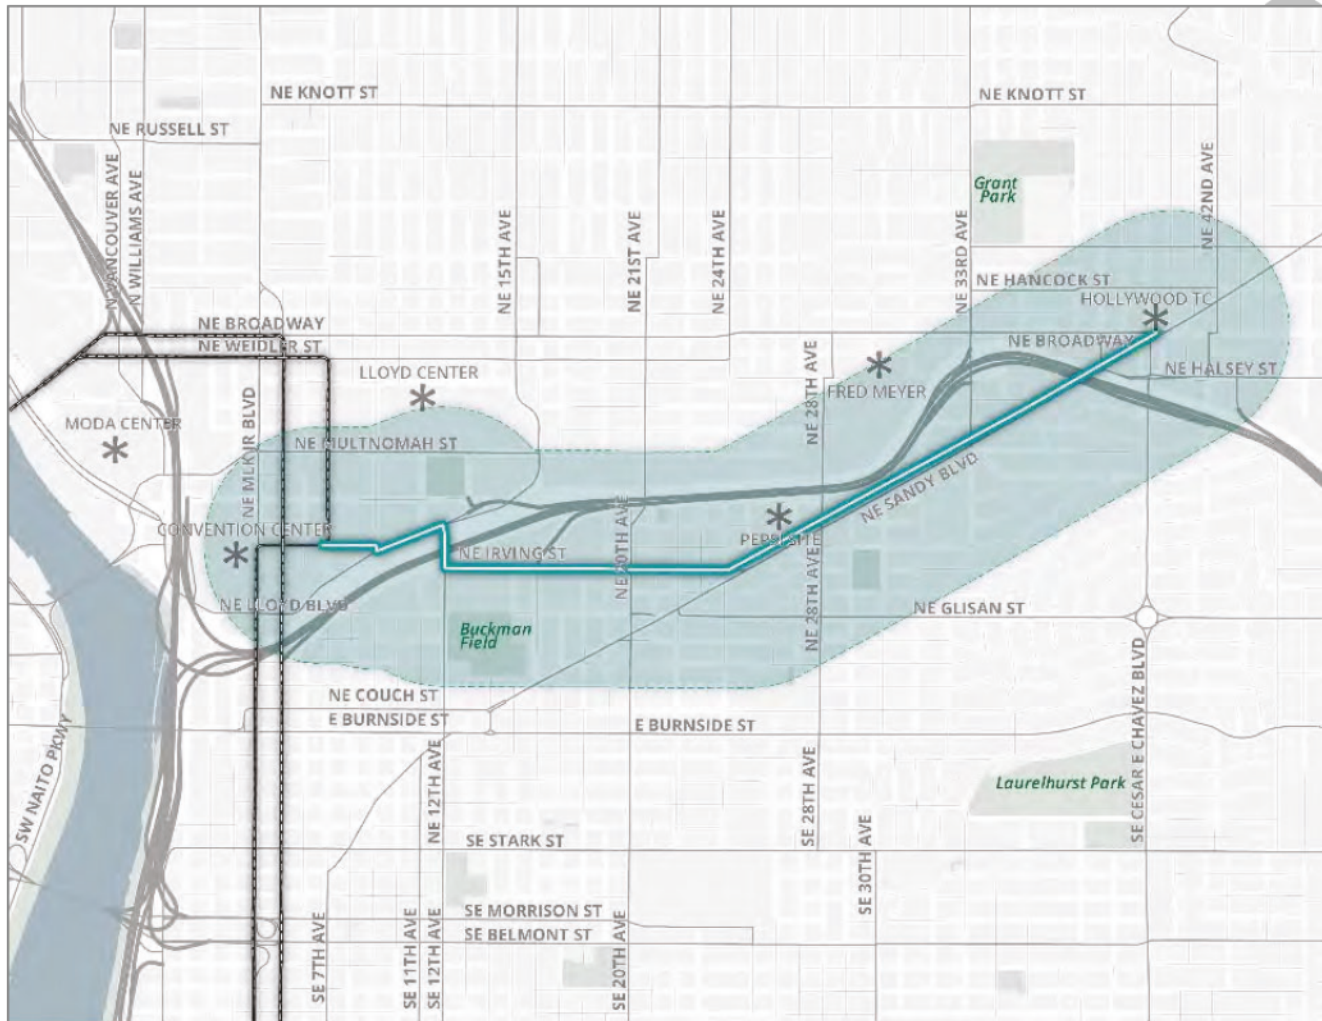 NE KNOTT ST
NE KNOTT ST
NE RUSSELL ST
N VANCOUVER AVE
N WILLIAMS AVE
NE 42ND AVE
Grant
Park
NE 15TH AVE
NE 21ST AVE
NE 24TH AVE
NE 33RD AVE
NE HANCOCK ST
HOLLYWOOD TC
NE BROADWAY
NE WEIDLER ST
NE BROADWAY
LLOYD CENTER
NE 28TH AVE
FRED MEYER
NE HALSEY ST
MODA CENTER
NE MLK JR BLVD
NE MULTNOMAH ST
NE SANDY BLVD
CONVENTION CENTER
PEPSI SITE
NE IRVING ST
NE 20TH AVE
NE 28TH AVE
NE LLOYD BLVD
NE GLISAN ST
Buckman
Field
NE COUCH ST
E BURNSIDE ST
E BURNSIDE ST
SW NAITO PKWY
NE 12TH AVE
SE 28TH AVE
SE CESAR E CHAVEZ BLVD
Laurelhurst Park
SE STARK ST
SE 30TH AVE
SE MORRISON ST
SE BELMONT ST
SE 7TH AVE
SE 11TH AVE
SE 12TH AVE
SE 20TH AVE